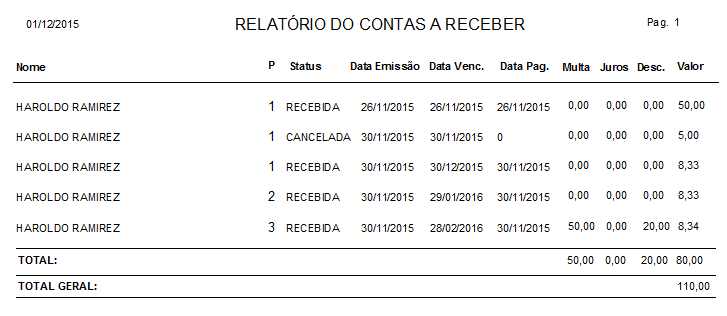 01/12/2015 RELATÓRIO DO CONTAS A RECEBER Pag. 1
Nome P Status Data Emissão Data Venc. Data Pag. Multa Juros Desc. Valor
HAROLDO RAMIREZ 1 RECEBIDA 26/11/2015 26/11/2015 26/11/2015 0,00 0,00 0,00 50,00
HAROLDO RAMIREZ 1 CANCELADA 30/11/2015 30/11/2015 0 0,00 0,00 0,00 5,00
HAROLDO RAMIREZ 1 RECEBIDA 30/11/2015 30/12/2015 30/11/2015 0,00 0,00 0,00 8,33
HAROLDO RAMIREZ 2 RECEBIDA 30/11/2015 29/01/2016 30/11/2015 0,00 0,00 0,00 8,33
HAROLDO RAMIREZ 3 RECEBIDA 30/11/2015 28/02/2016 30/11/2015 50,00 0,00 20,00 8,34
TOTAL: 50,00 0,00 20,00 80,00
TOTAL GERAL: 110,00